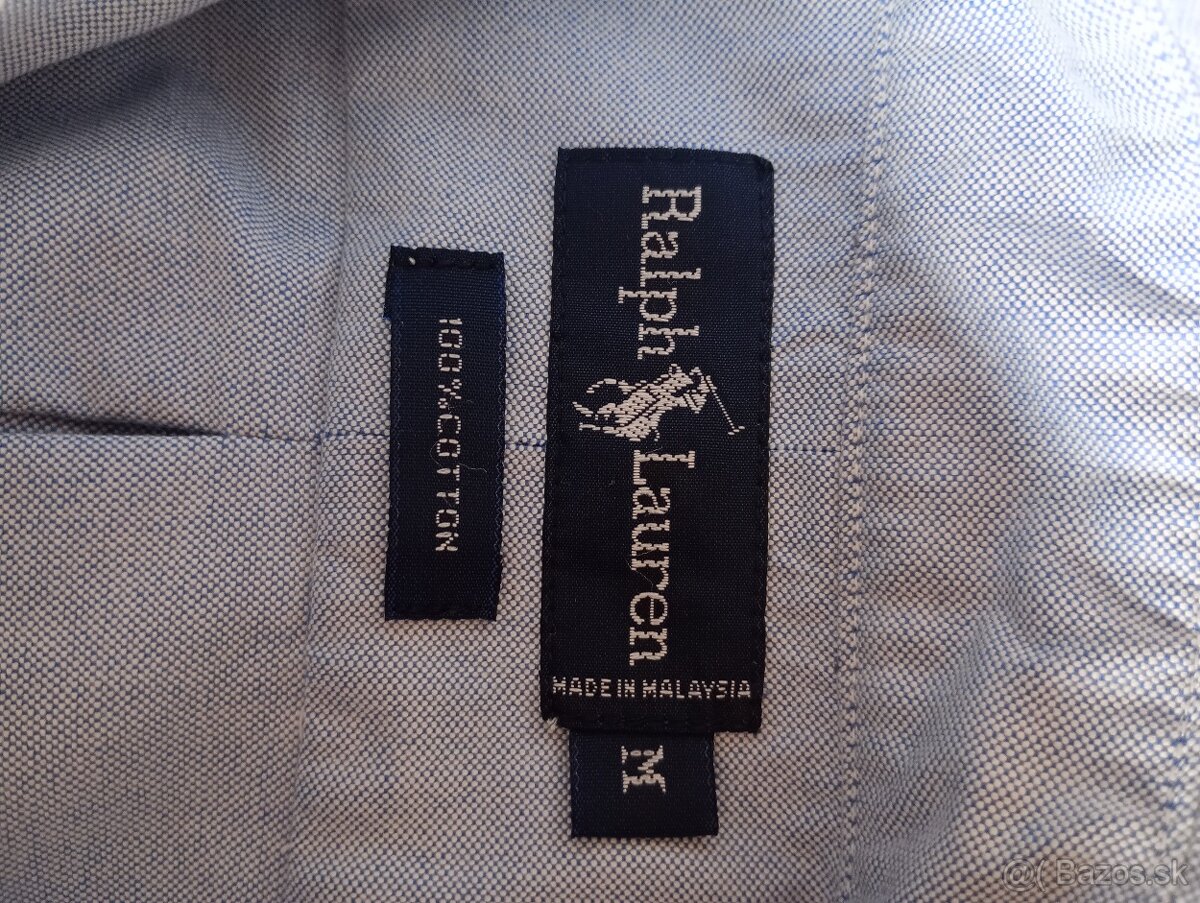 Ralph Lauren
MADE IN MALAYSIA
M
100% COTTON
@( Bazos.sk